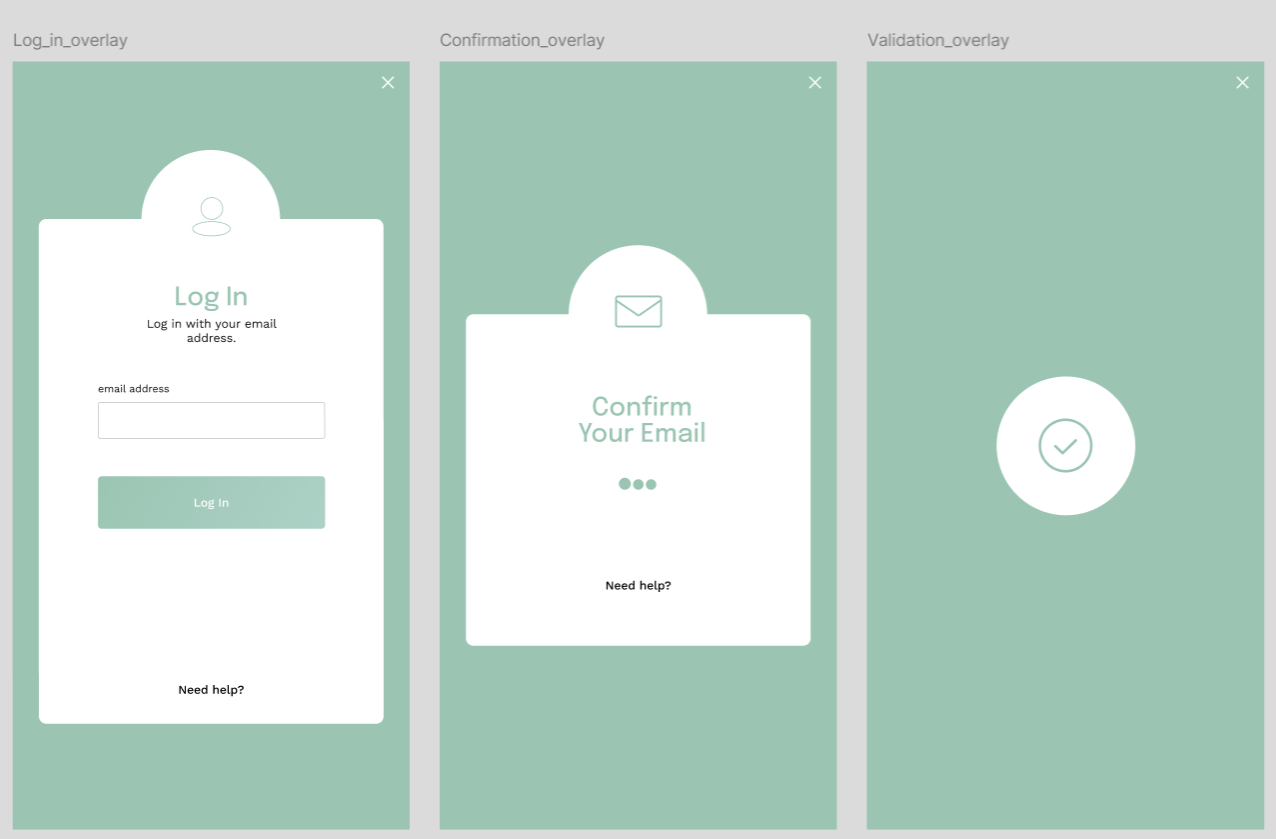 Log_in_overlay
Confirmation_overlay
Validation_overlay
Log In
Log in with your email
address.
email address
Log In
Need help?
Confirm
Your Email
Need help?